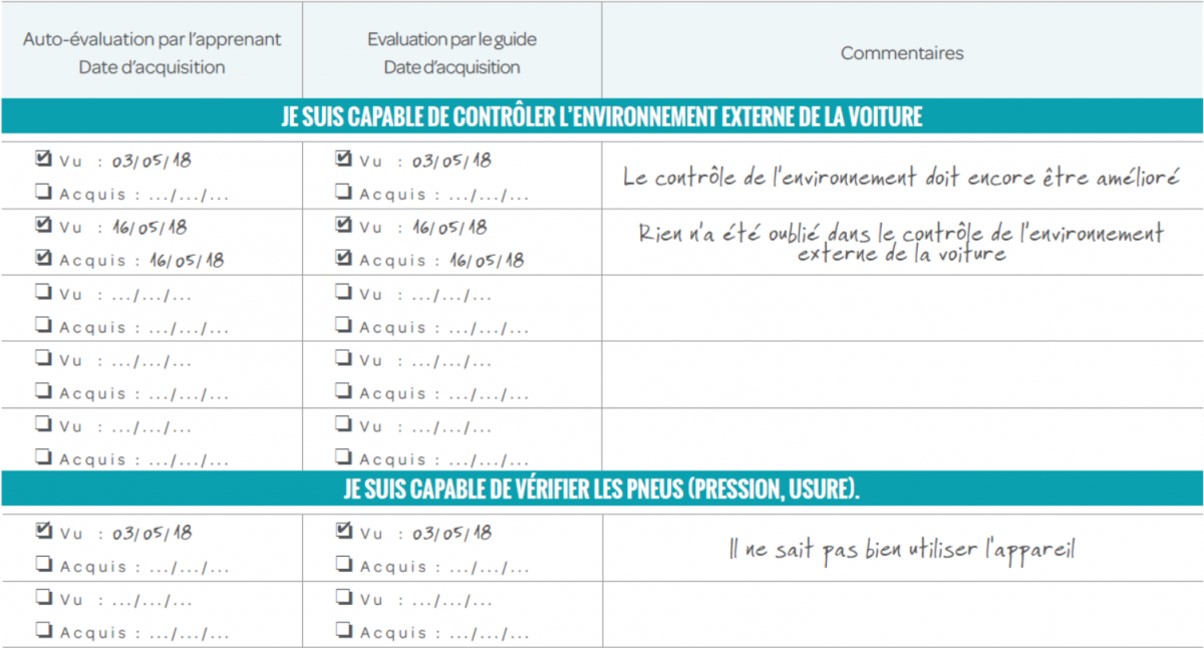 Auto-évaluation par l'apprenant
Date d'acquisition
Evaluation par le guide
Date d'acquisition
Commentaires
JE SUIS CAPABLE DE CONTRÔLER L'ENVIRONNEMENT EXTERNE DE LA VOITURE
Vu : 03/05/18
Acquis : .../.../...
Vu : 03/05/18
Acquis : .../.../...
Le contrôle de l'environnement doit encore être amélioré
Vu : 16/05/18
Acquis : 16/05/18
Vu : 16/05/18
Acquis : 16/05/18
Rien n'a été oublié dans le contrôle de l'environnement
externe de la voiture
Vu : .../.../...
Acquis : .../.../...
Vu : .../.../...
Acquis : .../.../...
Vu : .../.../...
Acquis : .../.../...
Vu : .../.../...
Acquis : .../.../...
Vu : .../.../...
Acquis : .../.../...
Vu : .../.../...
Acquis : .../.../...
JE SUIS CAPABLE DE VÉRIFIER LES PNEUS (PRESSION, USURE).
Vu : 03/05/18
Acquis : .../.../...
Vu : 03/05/18
Acquis : .../.../...
Il ne sait pas bien utiliser l'appareil
Vu : .../.../...
Acquis : .../.../...
Vu : .../.../...
Acquis : .../.../...